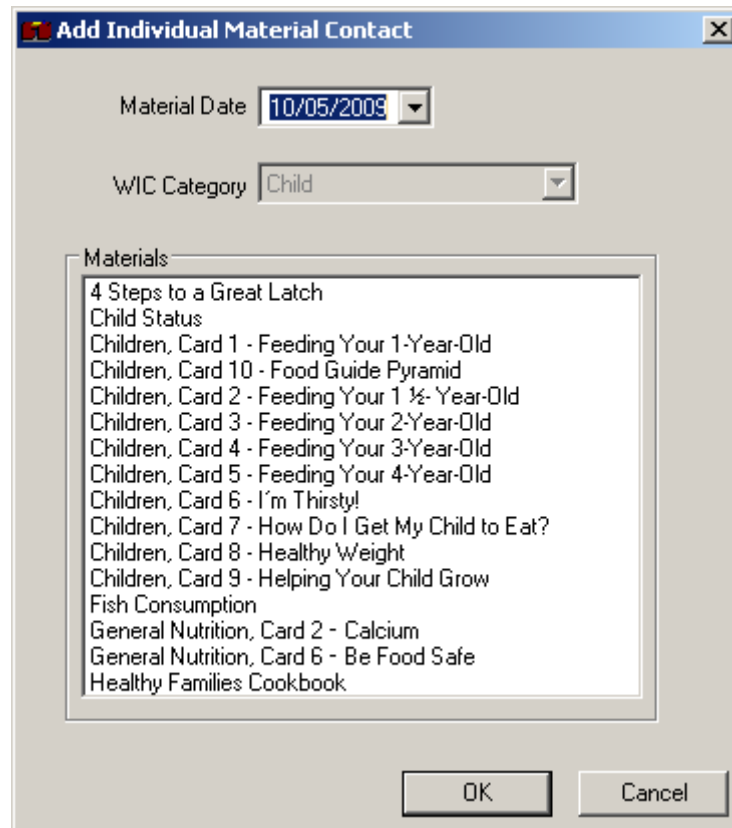 Add Individual Material Contact
Material Date 10/05/2009
WIC Category Child
Materials
4 Steps to a Great Latch
Child Status
Children, Card 1 - Feeding Your 1-Year-Old
Children, Card 10 - Food Guide Pyramid
Children, Card 2 - Feeding Your 1 ½- Year-Old
Children, Card 3 - Feeding Your 2-Year-Old
Children, Card 4 - Feeding Your 3-Year-Old
Children, Card 5 - Feeding Your 4-Year-Old
Children, Card 6 - I´m Thirsty!
Children, Card 7 - How Do I Get My Child to Eat?
Children, Card 8 - Healthy Weight
Children, Card 9 - Helping Your Child Grow
Fish Consumption
General Nutrition, Card 2 - Calcium
General Nutrition, Card 6 - Be Food Safe
Healthy Families Cookbook
OK Cancel